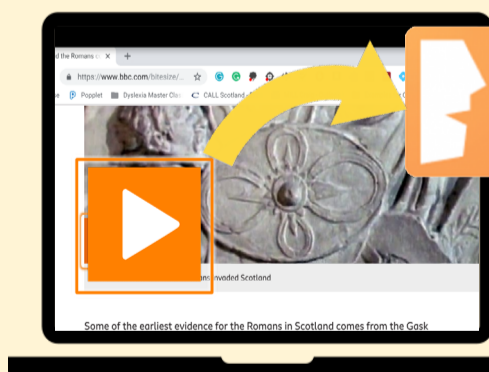 d the Romans
https://www.bbc.com/bitesize/...
Popplet Dyslexia Master Clas CALL Scotland
invaded Scotland
Some of the earliest evidence for the Romans in Scotland comes from the Gask